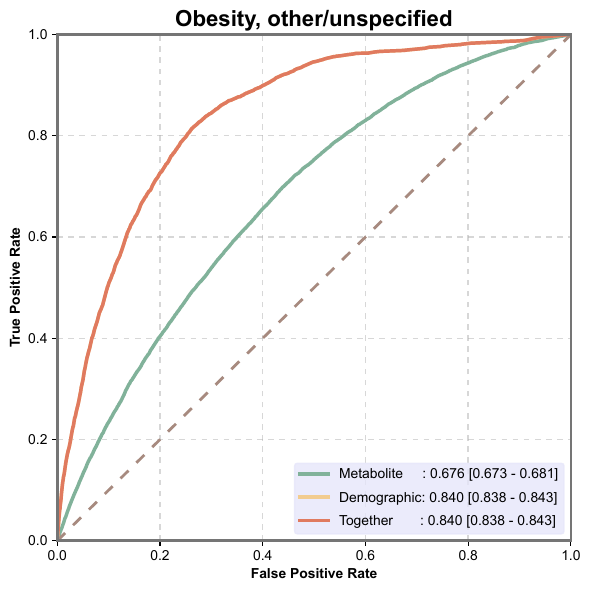 Obesity, other/unspecified
True Positive Rate
1.0
0.8
0.6
0.4
0.2
0.0
Metabolite : 0.676 [0.673 - 0.681]
Demographic: 0.840 [0.838 - 0.843]
Together : 0.840 [0.838 - 0.843]
0.0 0.2 0.4 0.6 0.8 1.0
False Positive Rate